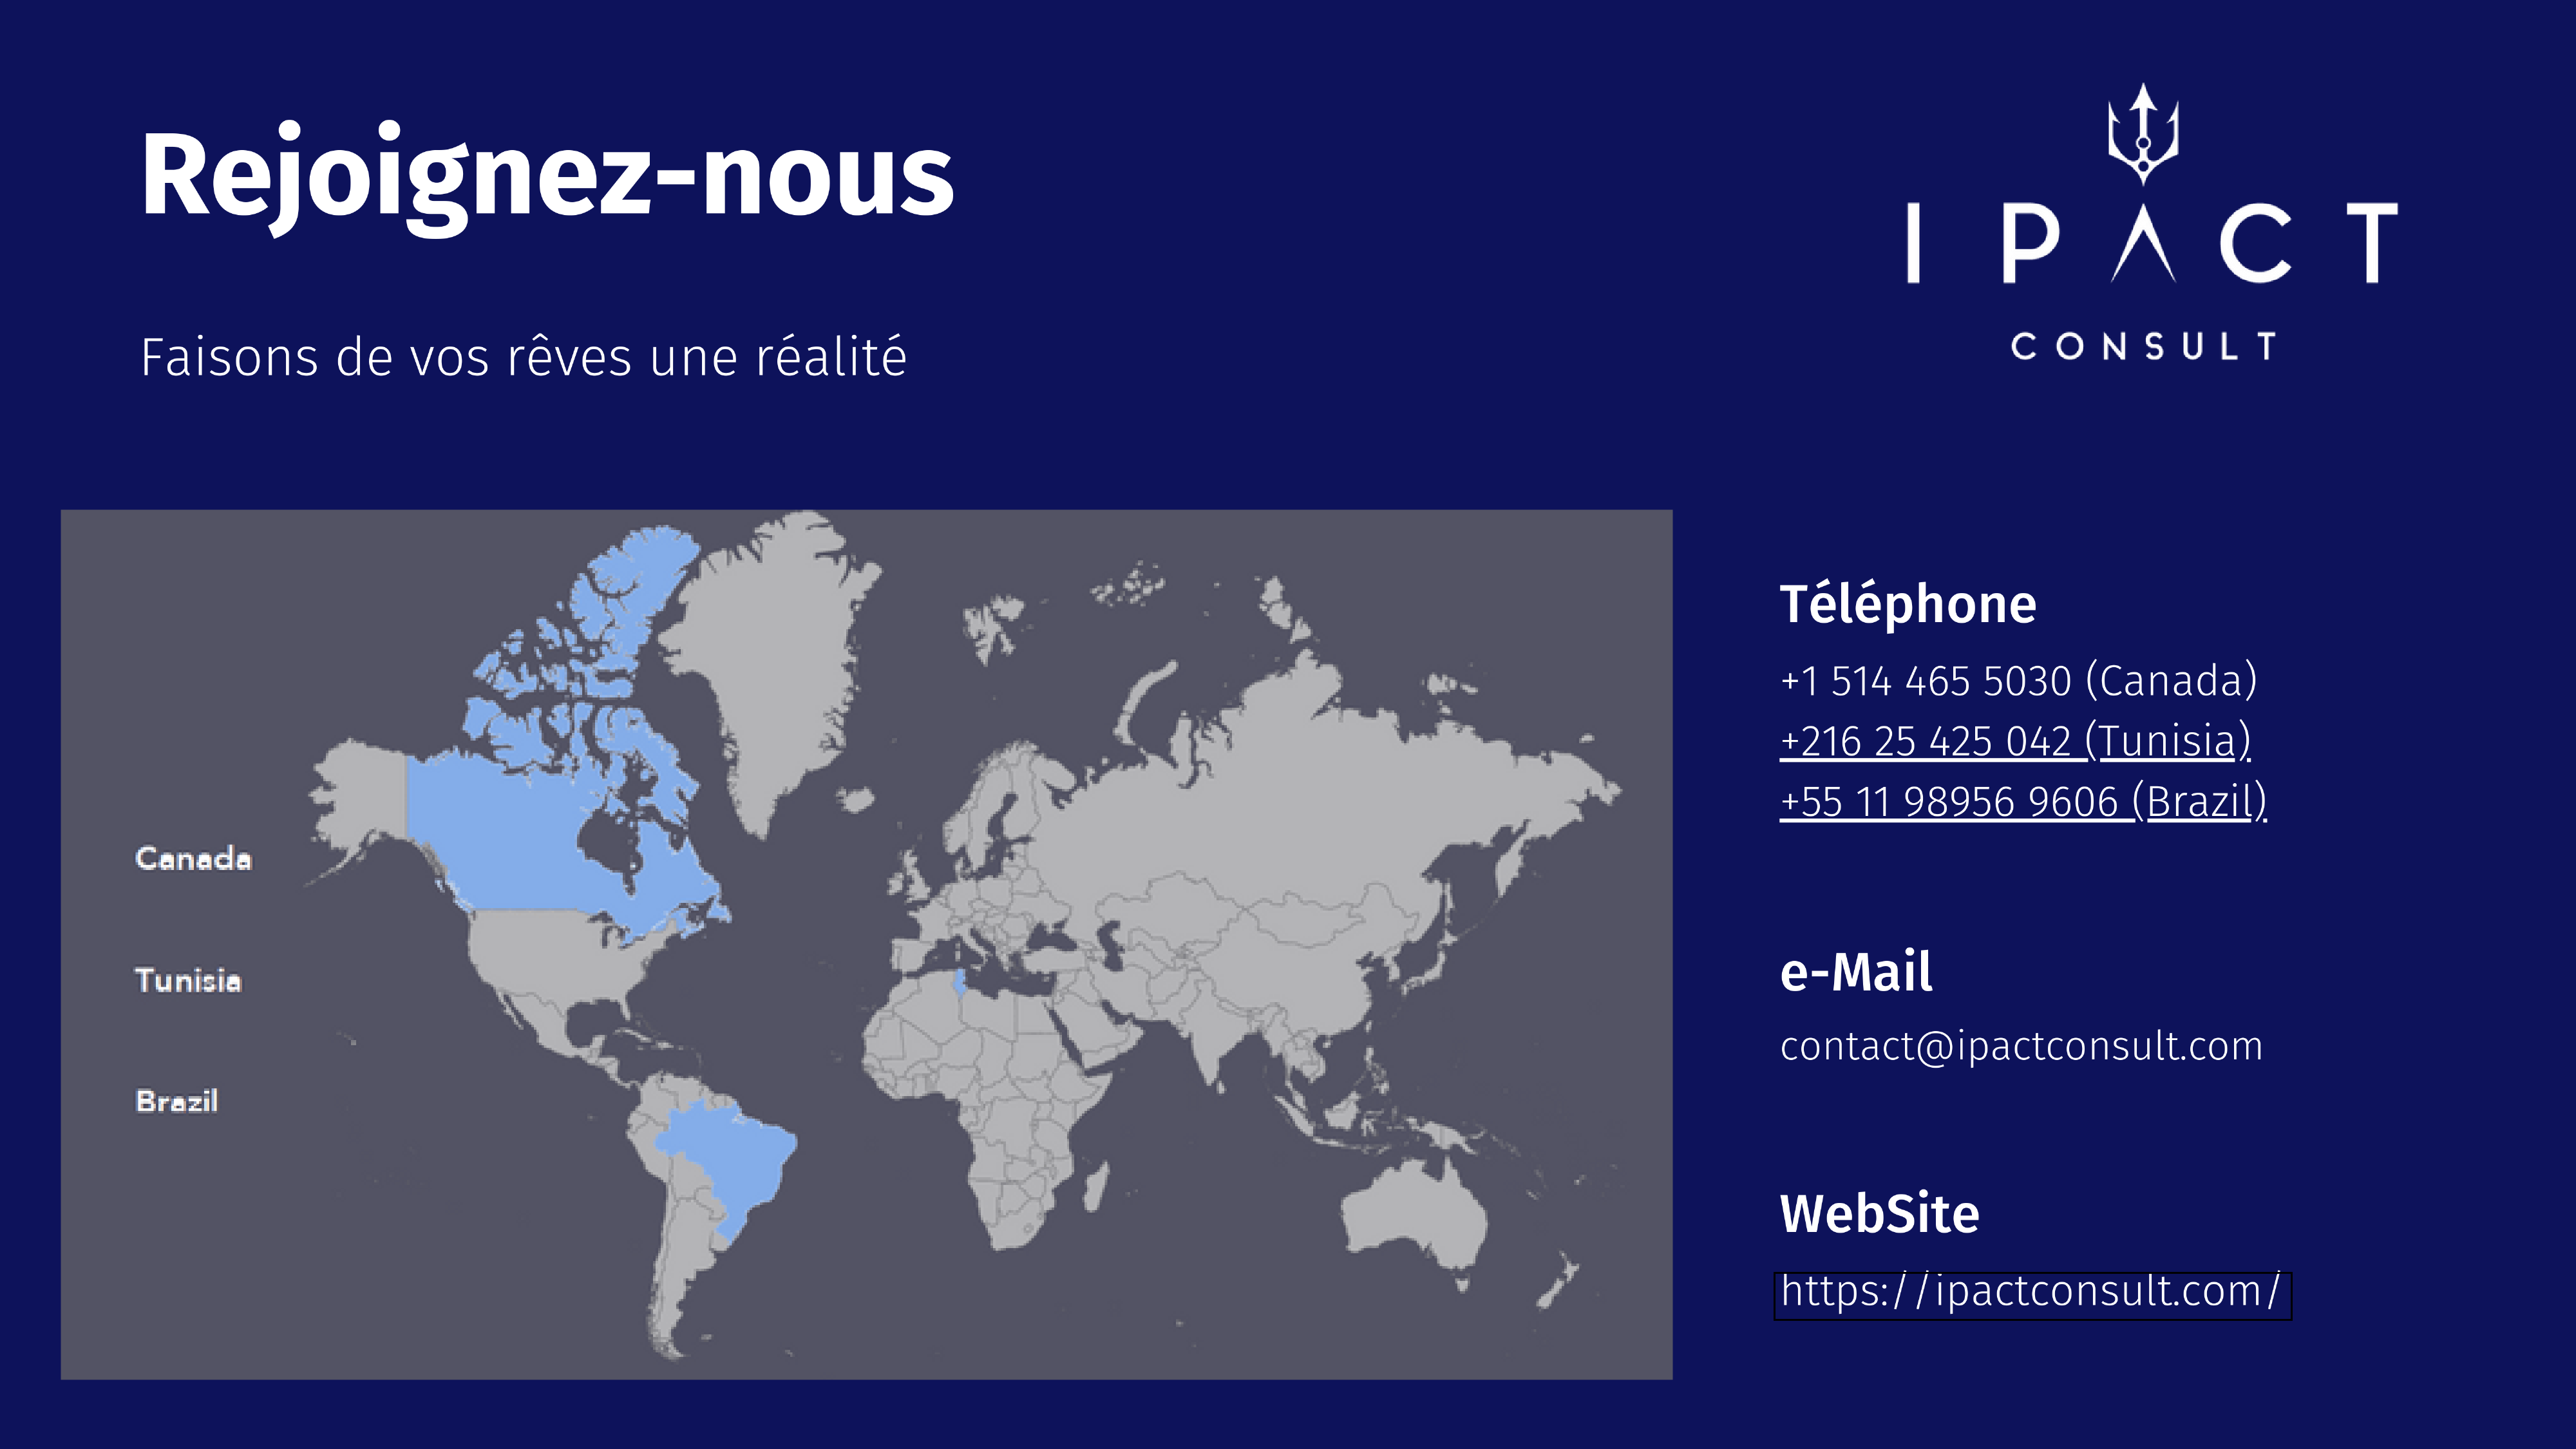 Rejoignez-nous
Faisons de vos rêves une réalité
IPACT
CONSULT
Canada
Tunisia
Brazil
Téléphone
+1 514 465 5030 (Canada)
+216 25 425 042 (Tunisia)
+55 11 98956 9606 (Brazil)
e-Mail
contact@ipactconsult.com
WebSite
https://ipactconsult.com/